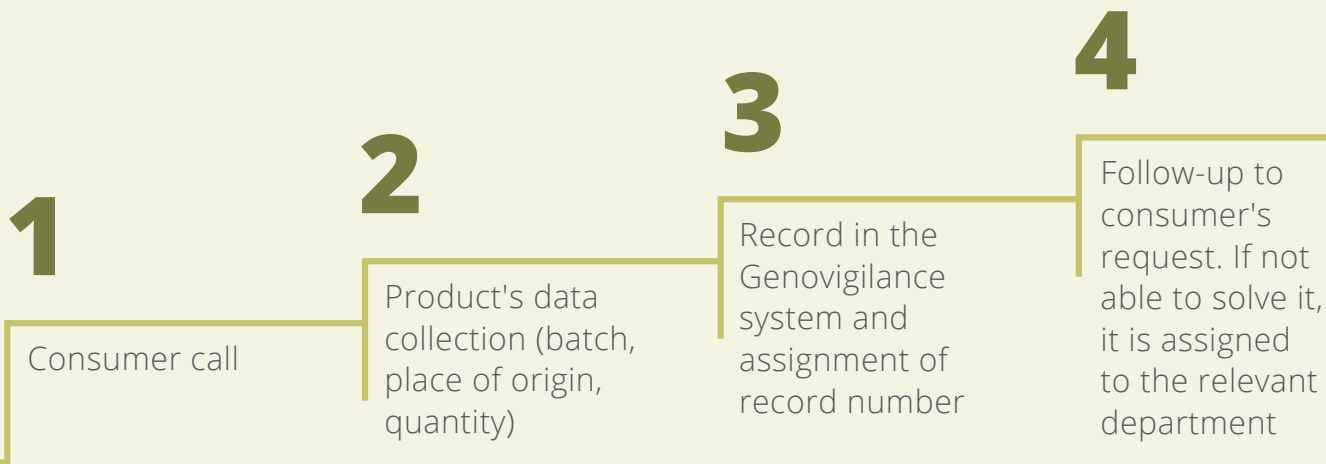 1
Consumer call
2
Product's data
collection (batch,
place of origin,
quantity)
3
Record in the
Genovigilance
system and
assignment of
record number
4
Follow-up to
consumer's
request. If not
able to solve it,
it is assigned
to the relevant
department